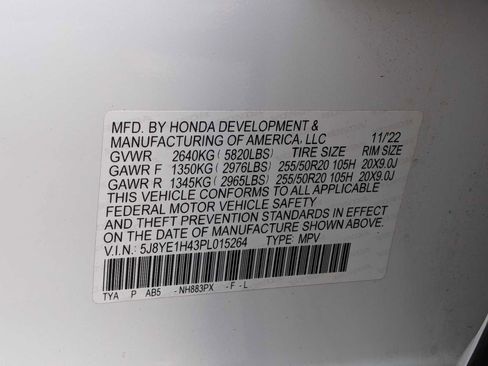 MFD. BY HONDA DEVELOPMENT &
MANUFACTURING OF AMERICA, LLC 11/'22
GVWR 2640KG ( 5820LBS) TIRE SIZE RIM SIZE
GAWR F 1350KG ( 2976LBS) 255/50R20 105H 20X9.0J
GAWR R 1345KG ( 2965LBS) 255/50R20 105H 20X9.0J
THIS VEHICLE CONFORMS TO ALL APPLICABLE
FEDERAL MOTOR VEHICLE SAFETY
AND THEFT PREVENTION STANDARDS IN EFFECT
ON THE DATE OF MANUFACTURE SHOWN ABOVE.
V.I.N.: 5J8YE1H43PL015264 TYPE MPV
TYA P AB5 - NH883PX - F - L